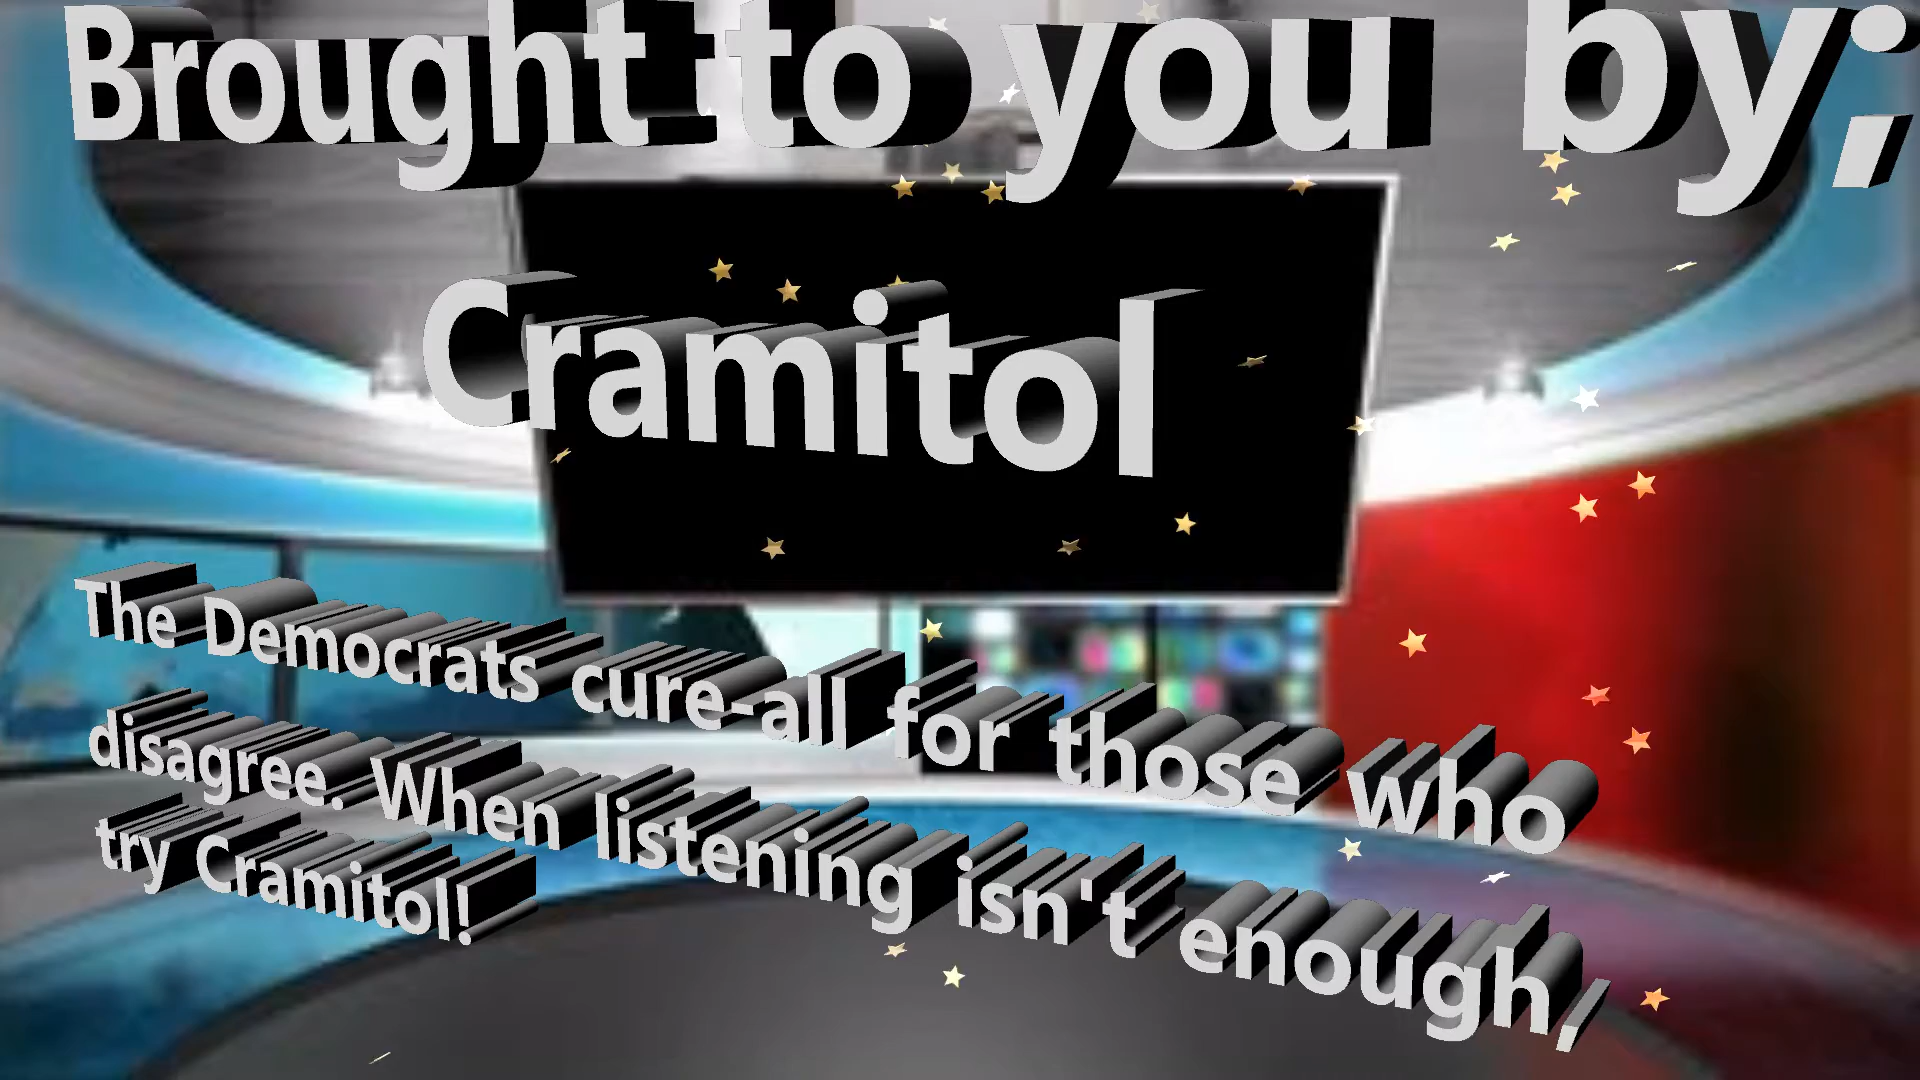 Brought to you by;
Cramitol
The Democrats cure-all for those who
disagree. When listening isn't enough,
try Cramitol!